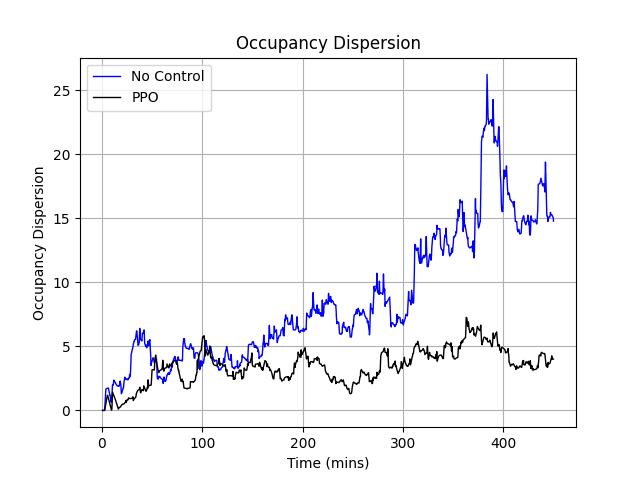 Occupancy Dispersion
No Control
PPO
Occupancy Dispersion
25
20
15
10
5
0
0 100 200 300 400
Time (mins)